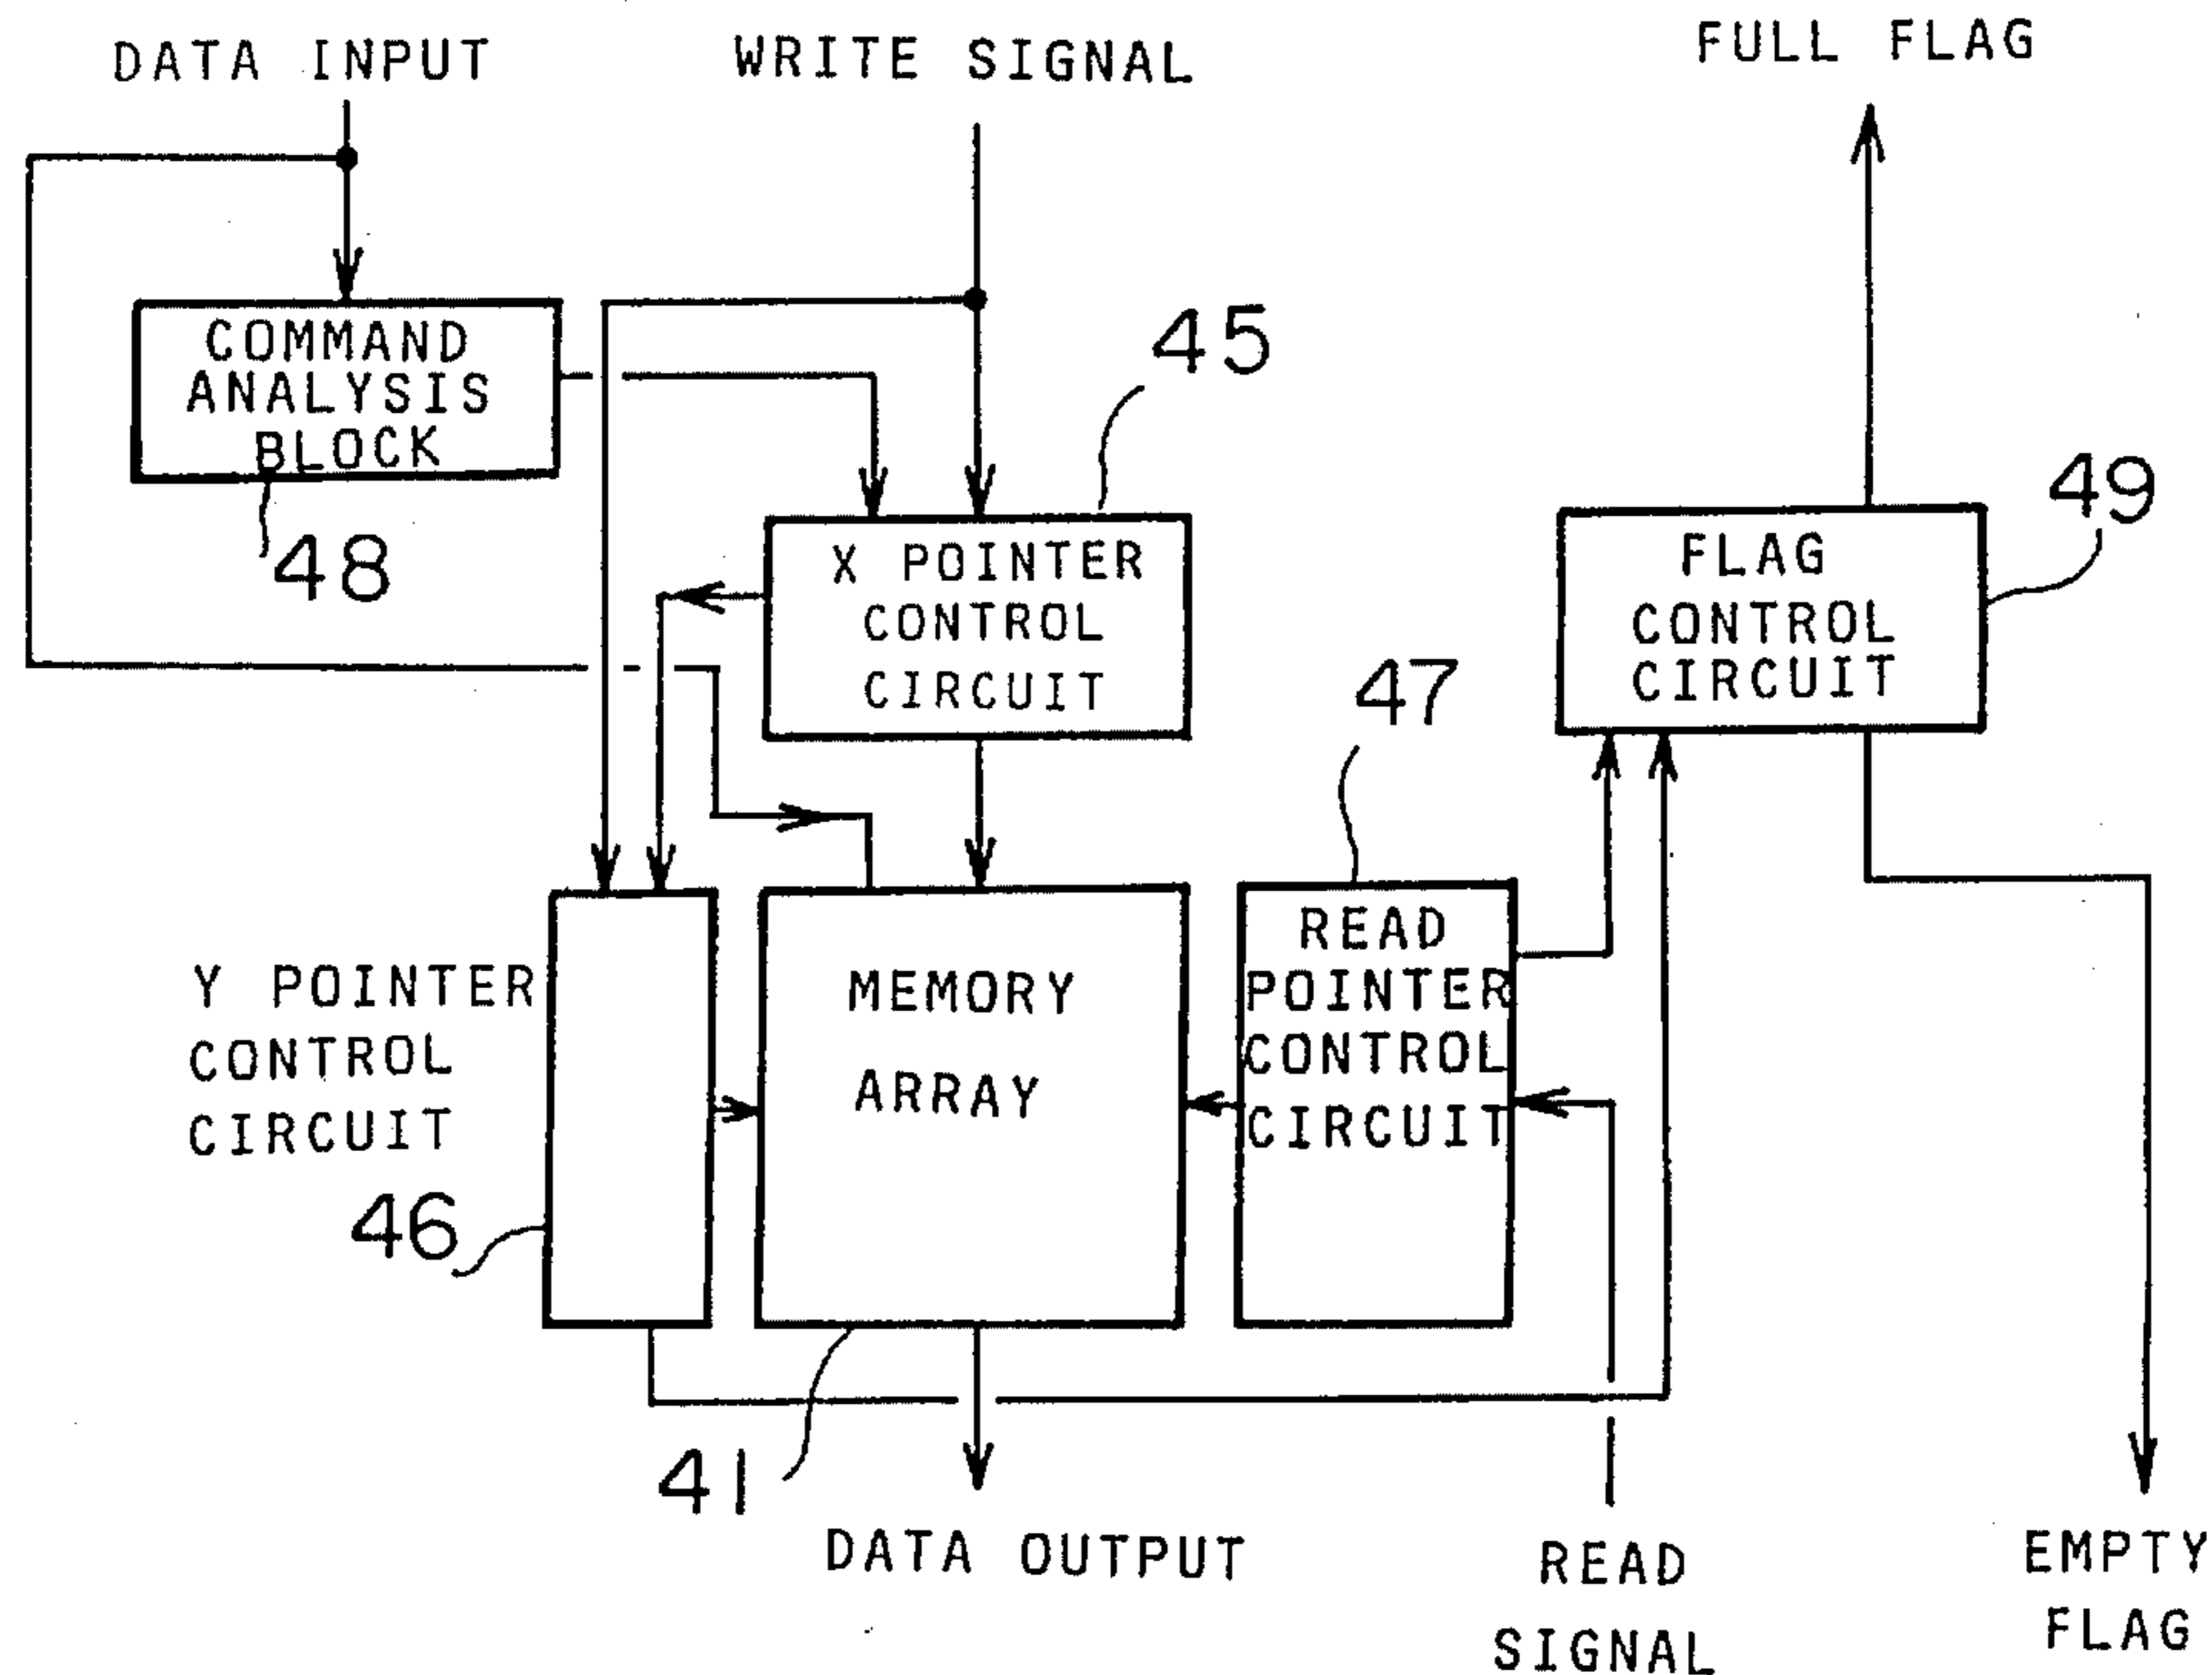 DATA INPUT
WRITE SIGNAL
FULL FLAG
COMMAND
ANALYSIS
BLOCK
48
45
X POINTER
CONTROL
CIRCUIT
49
FLAG
CONTROL
CIRCUIT
47
Y POINTER
CONTROL
CIRCUIT
46
MEMORY
ARRAY
41
READ
POINTER
CONTROL
CIRCUIT
DATA OUTPUT
READ
SIGNAL
EMPTY
FLAG